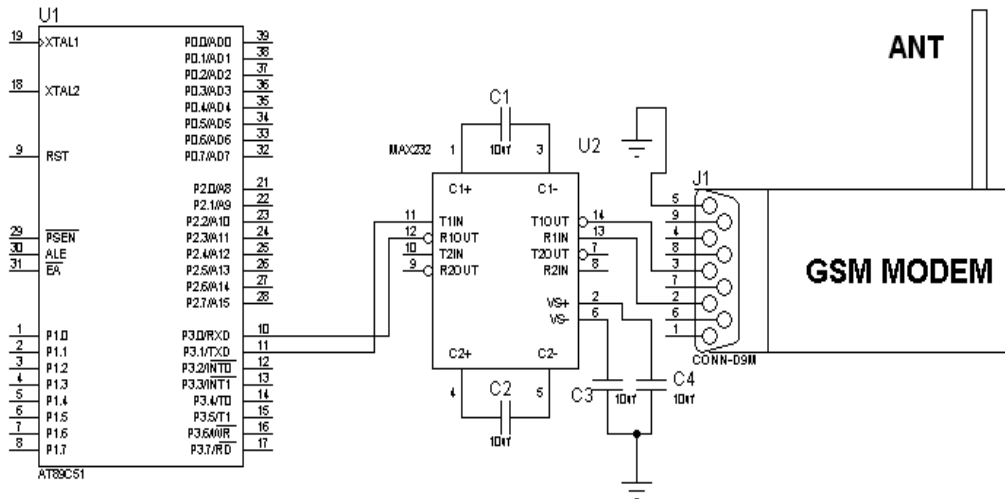 U1
19 XTAL1 P0.0/AD0 39
P0.1/AD1 38
P0.2/AD2 37
18 XTAL2 P0.3/AD3 36
P0.4/AD4 35
P0.5/AD5 34
P0.6/AD6 33
9 RST P0.7/AD7 32
P2.0/A8 21
P2.1/A9 22
P2.2/A10 23
29 PSEN P2.3/A11 24
30 ALE P2.4/A12 25
31 EA P2.5/A13 26
P2.6/A14 27
P2.7/A15 28
1 P1.0 P3.0/RXD 10
2 P1.1 P3.1/TXD 11
3 P1.2 P3.2/INT0 12
4 P1.3 P3.3/INT1 13
5 P1.4 P3.4/T0 14
6 P1.5 P3.5/T1 15
7 P1.6 P3.6/WR 16
8 P1.7 P3.7/RD 17
AT89C51
C1
10uf
MAX232 1 3 U2
C1+ C1-
11 T1IN T1OUT 14
12 R1OUT R1IN 13
10 T2IN T2OUT 7
9 R2OUT R2IN 8
VS+ 2
VS- 6
C2+ C2-
4 C2 5
10uf
C3 C4
10uf 10uf
ANT
J1
5
9
4
8
3
7
2
6
1
CONN-D9M
GSM MODEM